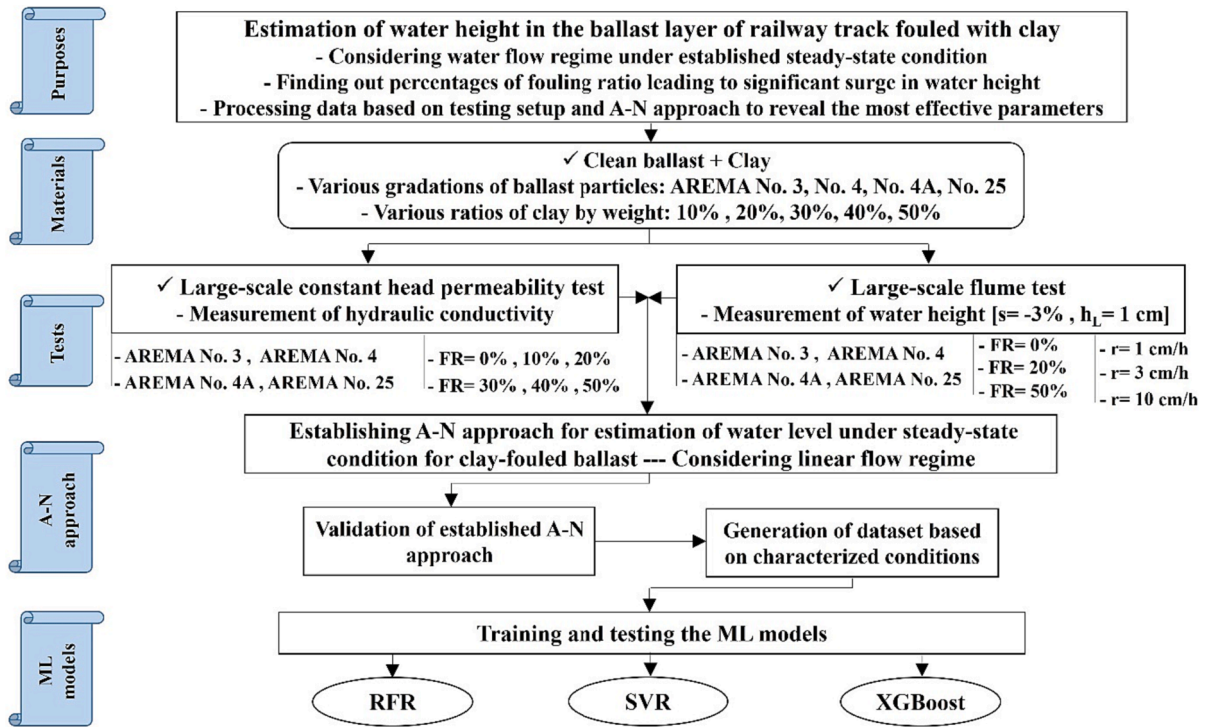 Purposes
Estimation of water height in the ballast layer of railway track fouled with clay
- Considering water flow regime under established steady-state condition
- Finding out percentages of fouling ratio leading to significant surge in water height
- Processing data based on testing setup and A-N approach to reveal the most effective parameters
Materials
✓ Clean ballast + Clay
- Various gradations of ballast particles: AREMA No. 3, No. 4, No. 4A, No. 25
- Various ratios of clay by weight: 10% , 20%, 30%, 40%, 50%
Tests
✓ Large-scale constant head permeability test
- Measurement of hydraulic conductivity
- AREMA No. 3 , AREMA No. 4
- AREMA No. 4A , AREMA No. 25
- FR= 0% , 10% , 20%
- FR= 30% , 40% , 50%
✓ Large-scale flume test
- Measurement of water height [s= -3% , hL= 1 cm]
- AREMA No. 3 , AREMA No. 4
- AREMA No. 4A , AREMA No. 25
- FR= 0%
- FR= 20%
- FR= 50%
- r= 1 cm/h
- r= 3 cm/h
- r= 10 cm/h
A-N
approach
Establishing A-N approach for estimation of water level under steady-state
condition for clay-fouled ballast --- Considering linear flow regime
Validation of established A-N
approach
Generation of dataset based
on characterized conditions
ML
models
Training and testing the ML models
RFR
SVR
XGBoost